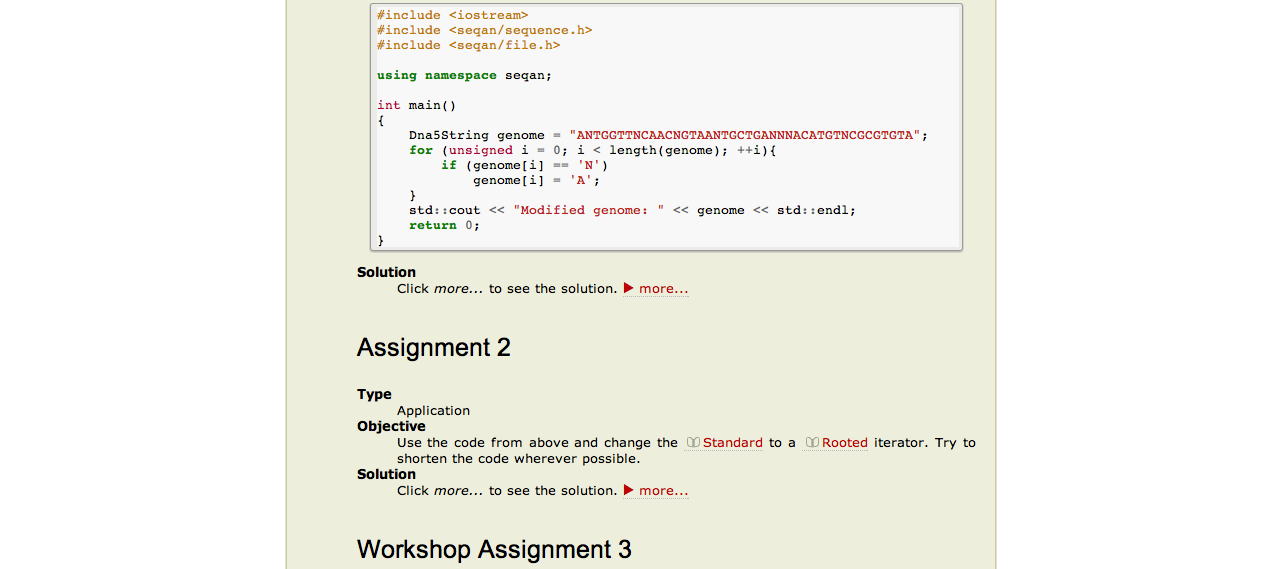 #include <iostream>
#include <seqan/sequence.h>
#include <seqan/file.h>
using namespace seqan;
int main()
{
    Dna5String genome = "ANTGGTTNCAACNGTAANTGCTGANNNACATGTNCGCGTGTA";
    for (unsigned i = 0; i < length(genome); ++i){
        if (genome[i] == 'N')
            genome[i] = 'A';
    }
    std::cout << "Modified genome: " << genome << std::endl;
    return 0;
}
Solution
Click more... to see the solution. ▶ more...
Assignment 2
Type
Application
Objective
Use the code from above and change the Standard to a Rooted iterator. Try to
shorten the code wherever possible.
Solution
Click more... to see the solution. ▶ more...
Workshop Assignment 3